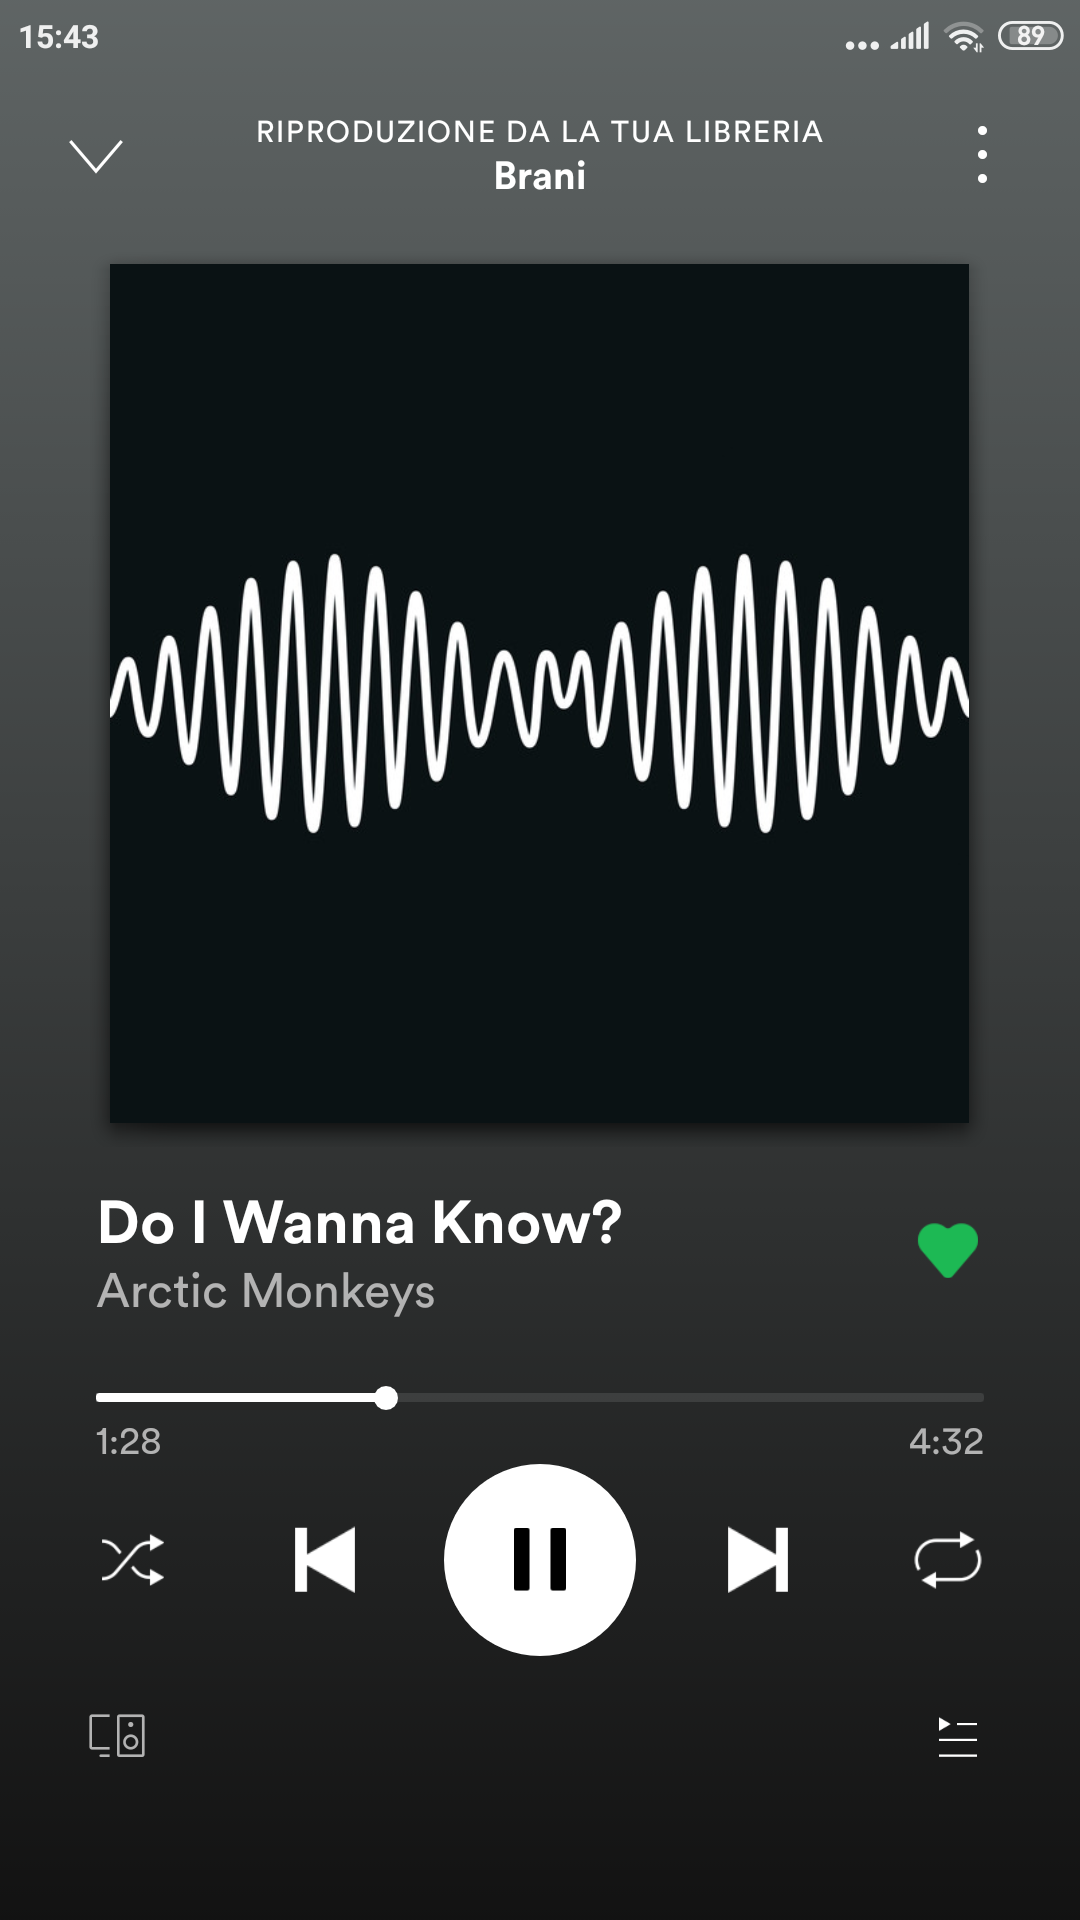 15:43
89
RIPRODUZIONE DA LA TUA LIBRERIA
Brani
Do I Wanna Know?
Arctic Monkeys
1:28
4:32